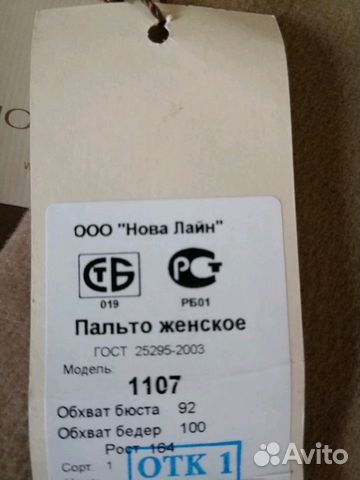 ООО "Нова Лайн"
СТБ РСТ
019 РБ01
Пальто женское
ГОСТ 25295-2003
Модель:
1107
Обхват бюста 92
Обхват бедер 100
Рост 164
Сорт. 1
ОТК 1
Avito